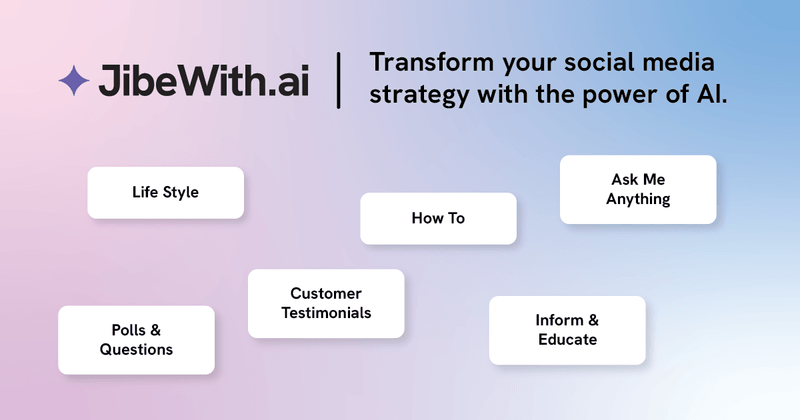 JibeWith.ai
Transform your social media
strategy with the power of AI.
Life Style
How To
Ask Me
Anything
Customer
Testimonials
Polls &
Questions
Inform &
Educate